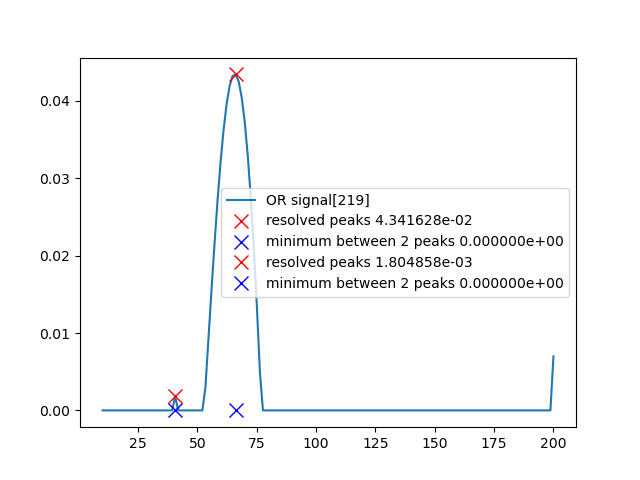 0.04
0.03
0.02
0.01
0.00
OR signal[219]
resolved peaks 4.341628e-02
minimum between 2 peaks 0.000000e+00
resolved peaks 1.804858e-03
minimum between 2 peaks 0.000000e+00
25 50 75 100 125 150 175 200